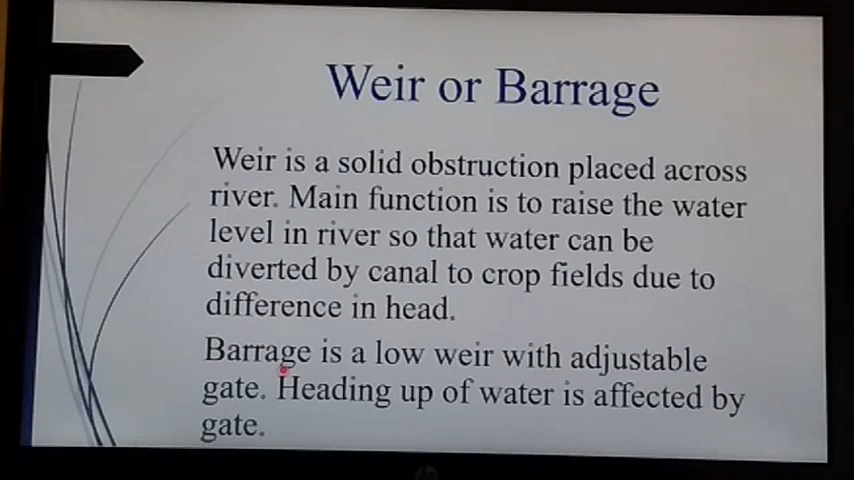 Weir or Barrage
Weir is a solid obstruction placed across
river. Main function is to raise the water
level in river so that water can be
diverted by canal to crop fields due to
difference in head.
Barrage is a low weir with adjustable
gate. Heading up of water is affected by
gate.